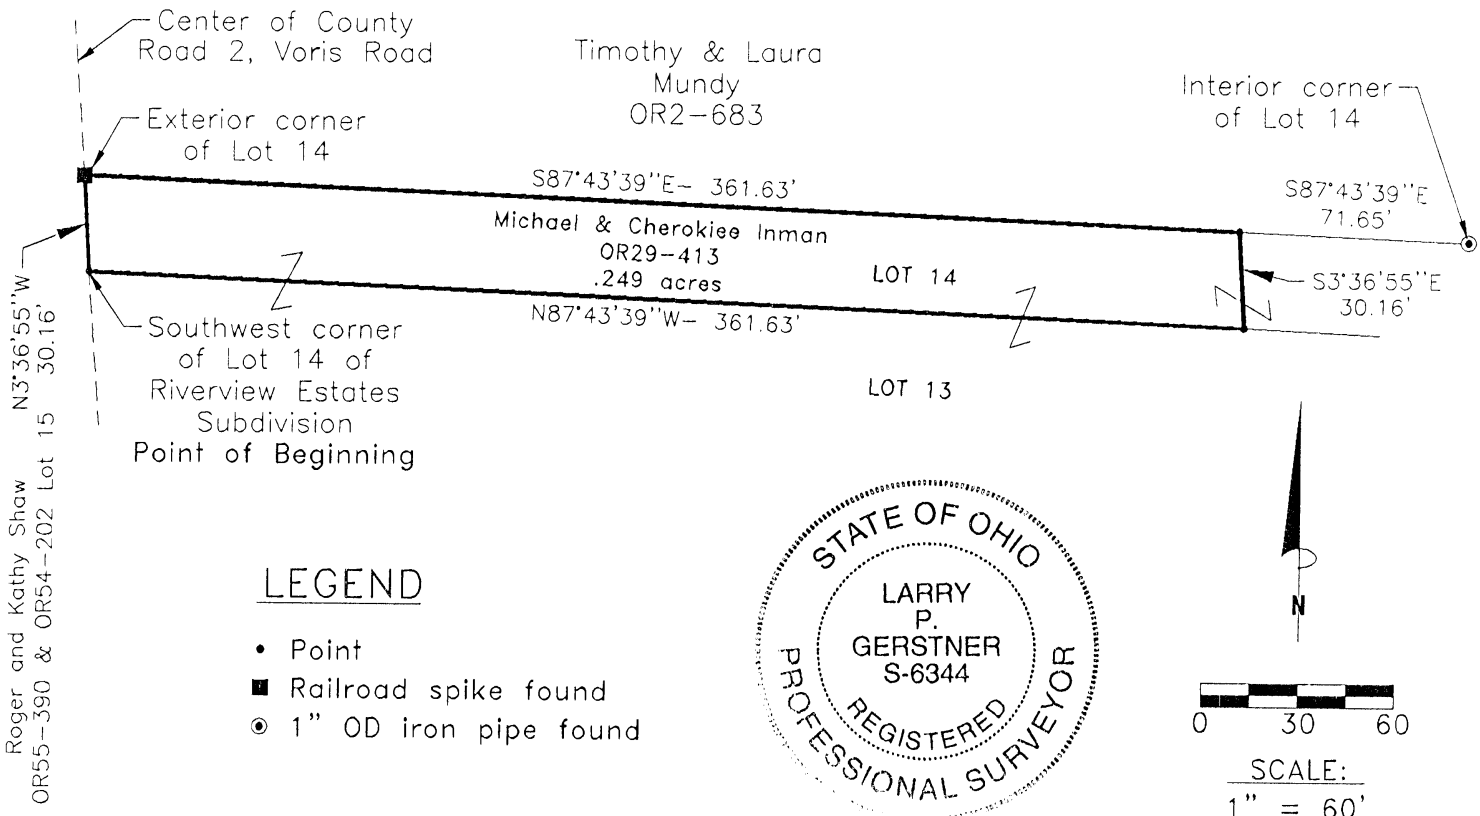 Center of County
Road 2, Voris Road
Timothy & Laura
Mundy
OR2-683
Interior corner
of Lot 14
Exterior corner
of Lot 14
S87°43'39"E- 361.63'
S87°43'39"E
71.65'
Michael & Cherokiee Inman
OR29-413
.249 acres
LOT 14
S3°36'55"E
30.16'
N87°43'39"W- 361.63'
N3°36'55"W
30.16'
Roger and Kathy Shaw
OR55-390 & OR54-202 Lot 15
Southwest corner
of Lot 14 of
Riverview Estates
Subdivision
Point of Beginning
LOT 13
LEGEND
Point
Railroad spike found
1" OD iron pipe found
STATE OF OHIO
LARRY
P.
GERSTNER
S-6344
REGISTERED
PROFESSIONAL SURVEYOR
N
0 30 60
SCALE:
1" = 60'